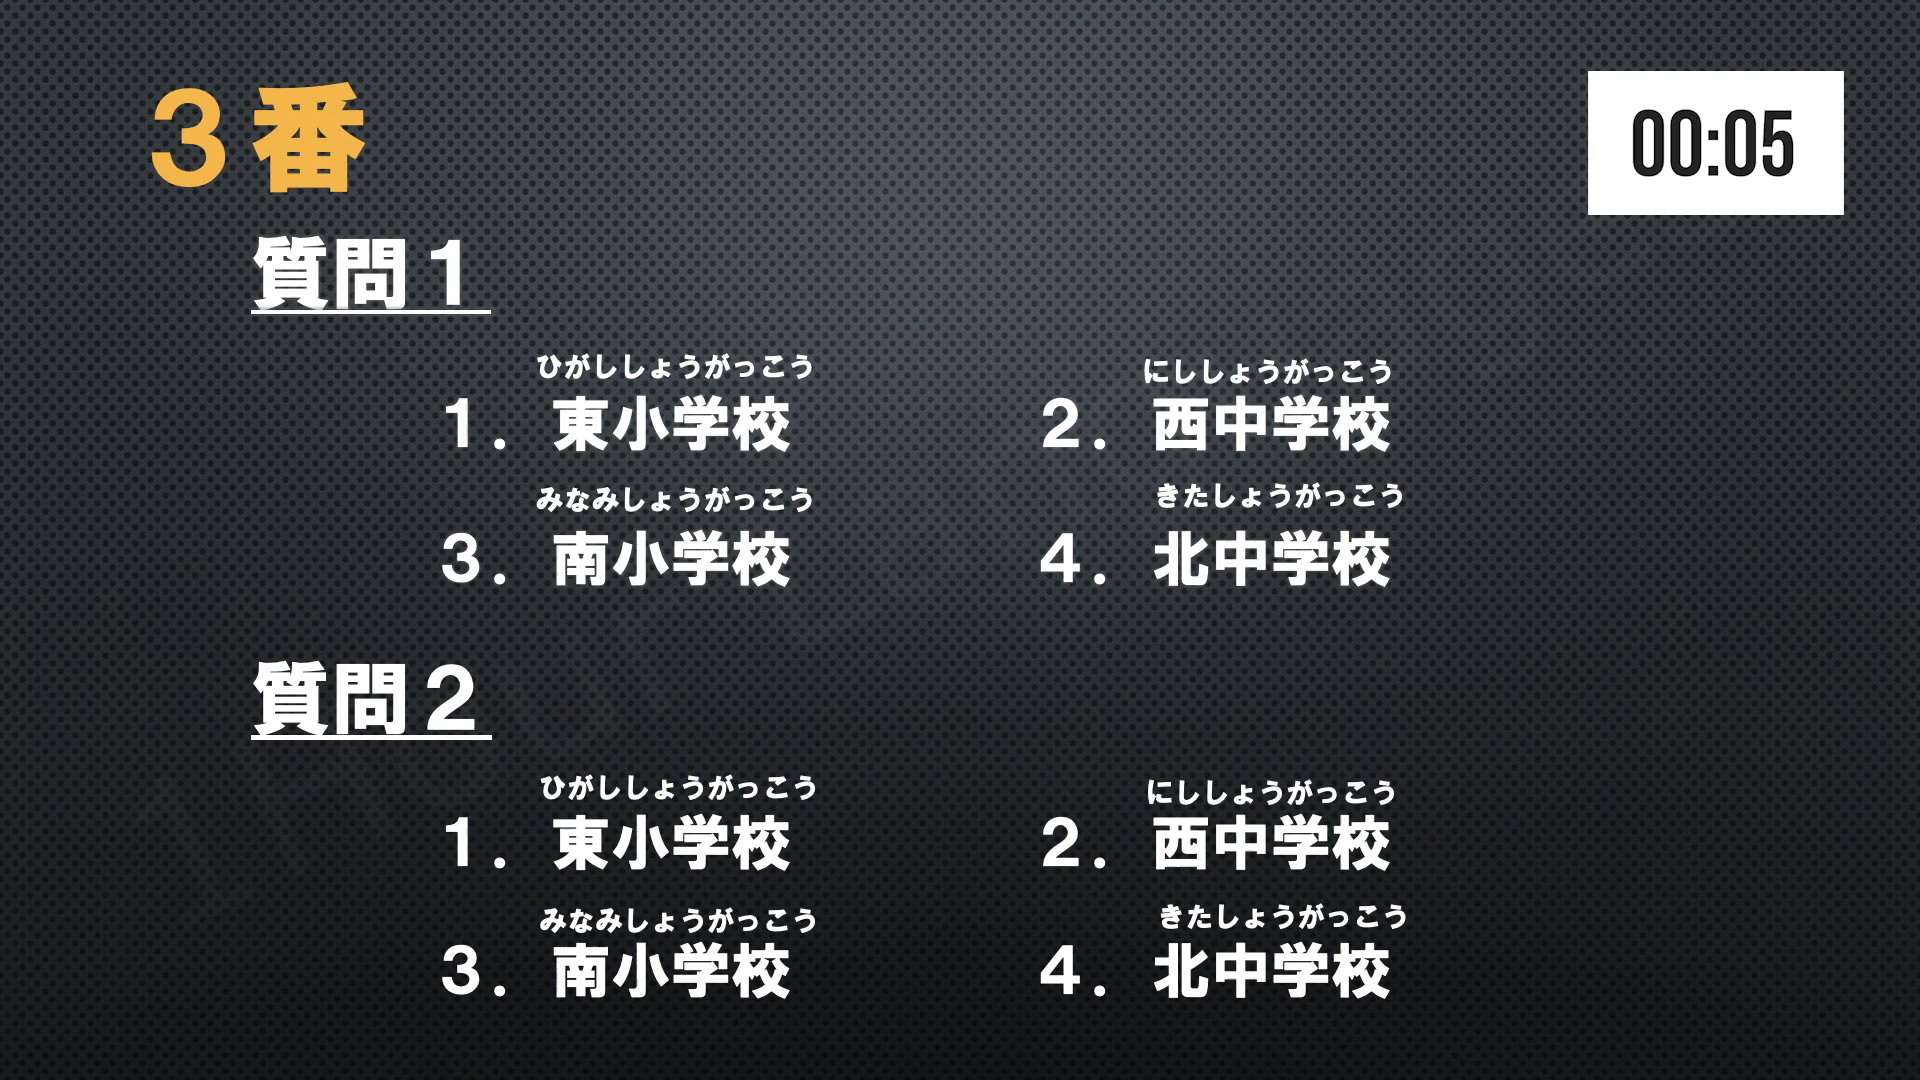 ３番
00:05
質問１
ひがししょうがっこう
にししょうがっこう
１．東小学校
２．西中学校
みなみしょうがっこう
きたしょうがっこう
３．南小学校
４．北中学校
質問２
ひがししょうがっこう
にししょうがっこう
１．東小学校
２．西中学校
みなみしょうがっこう
きたしょうがっこう
３．南小学校
４．北中学校